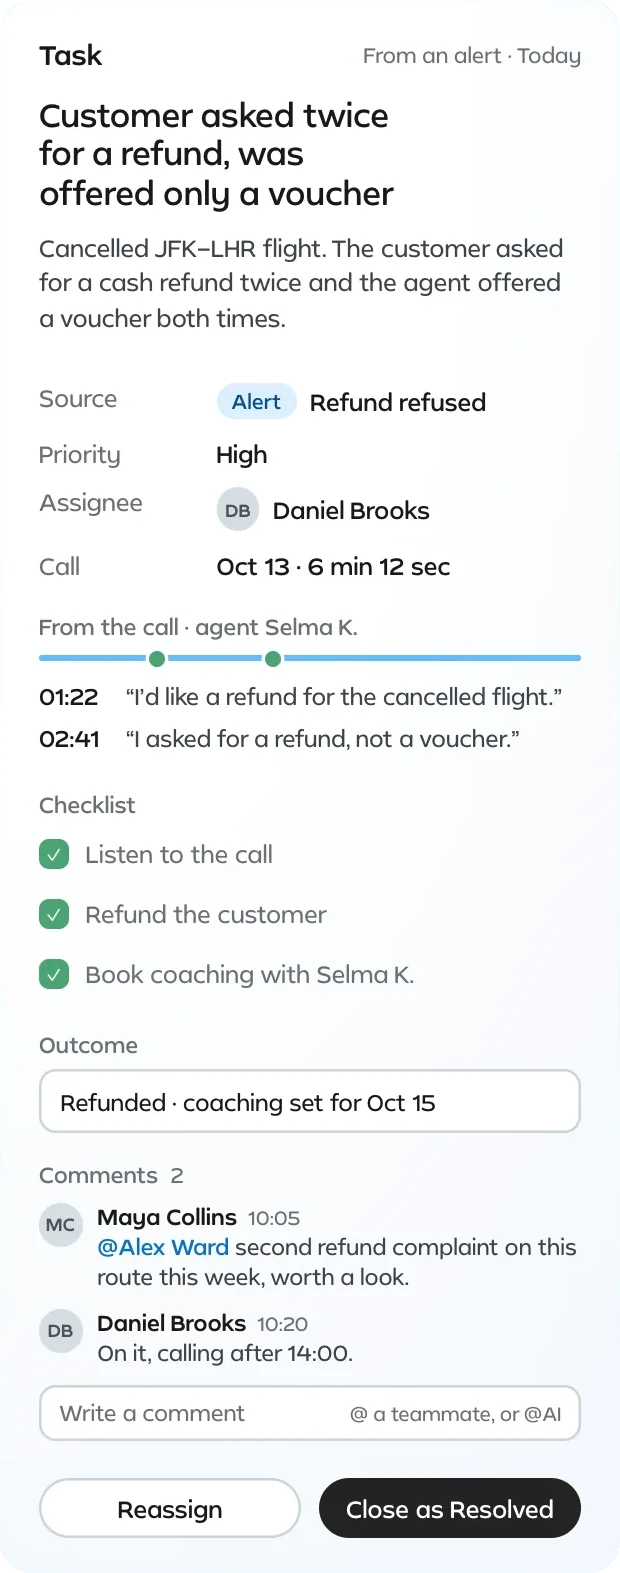 Task
From an alert · Today
Customer asked twice
for a refund, was
offered only a voucher
Cancelled JFK–LHR flight. The customer asked
for a cash refund twice and the agent offered
a voucher both times.
Source
Alert Refund refused
Priority
High
Assignee
DB Daniel Brooks
Call
Oct 13 · 6 min 12 sec
From the call · agent Selma K.
01:22 “I’d like a refund for the cancelled flight.”
02:41 “I asked for a refund, not a voucher.”
Checklist
Listen to the call
Refund the customer
Book coaching with Selma K.
Outcome
Refunded · coaching set for Oct 15
Comments 2
MC Maya Collins 10:05
@Alex Ward second refund complaint on this
route this week, worth a look.
DB Daniel Brooks 10:20
On it, calling after 14:00.
Write a comment @ a teammate, or @AI
Reassign
Close as Resolved